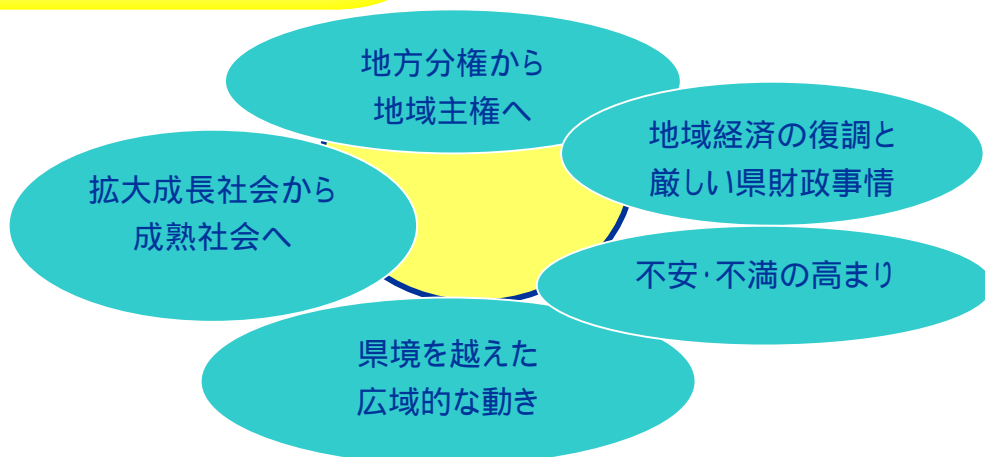 地方分権から
地域主権へ
地域経済の復調と
厳しい県財政事情
拡大成長社会から
成熟社会へ
不安・不満の高まり
県境を越えた
広域的な動き